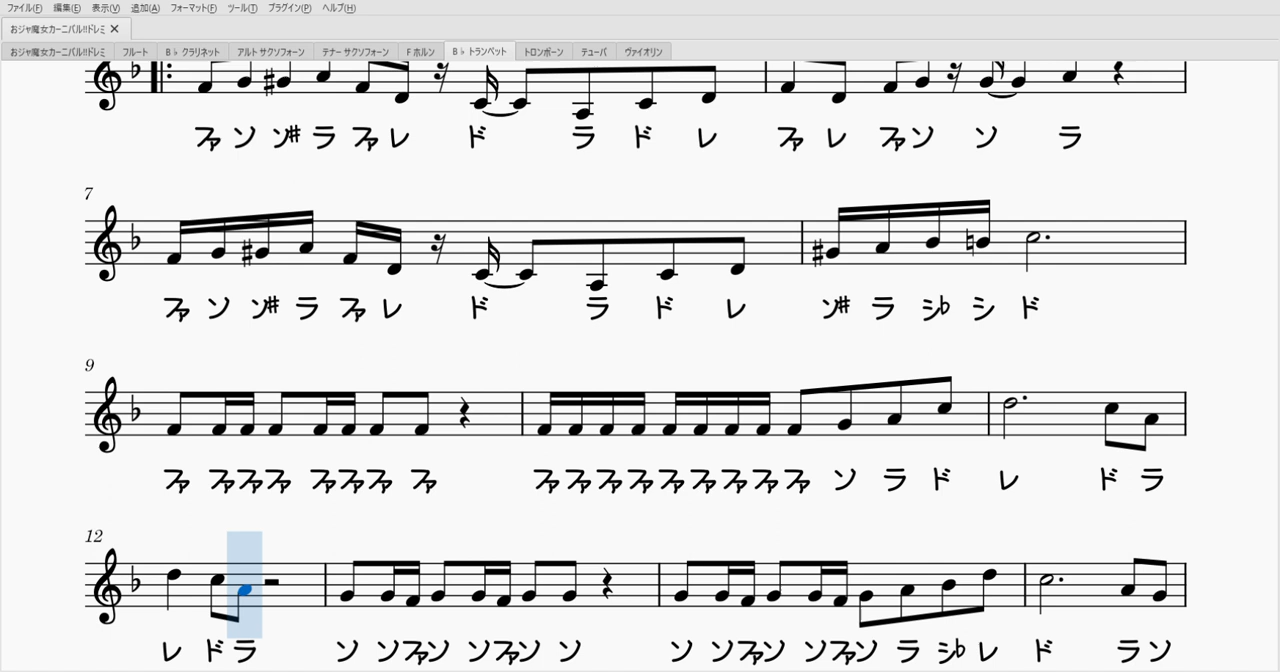 ファイル(F) 編集(E) 表示(V) 追加(A) フォーマット(F) ツール(T) プラグイン(P) ヘルプ(H)
おジャ魔女カーニバル!!ドレミ ✕
おジャ魔女カーニバル!!ドレミ フルート B♭ クラリネット アルト サクソフォーン テナー サクソフォーン F ホルン B♭ トランペット トロンボーン テューバ ヴァイオリン
ファ ソ ソ# ラ ファ レ ド ラ ド レ ファ レ ファ ソ ソ ラ
7
ファ ソ ソ# ラ ファ レ ド ラ ド レ ソ# ラ シ♭ シ ド
9
ファ ファ ファ ファ ファ ファ ファ ファ ファ ファ ファ ファ ファ ファ ファ ファ ファ ソ ラ ド レ ド ラ
12
レ ド ラ ソ ソ ファ ソ ソ ファ ソ ソ ソ ソ ファ ソ ソ ファ ソ ラ シ♭ レ ド ラ ソ